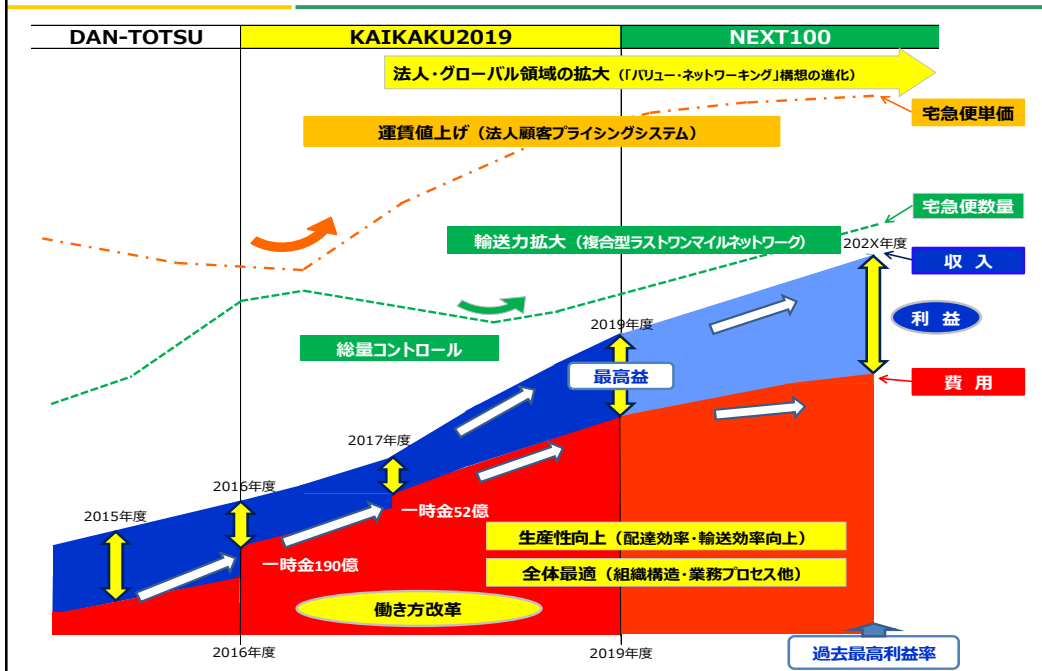 DAN-TOTSU
KAIKAKU2019
NEXT100
法人・グローバル領域の拡大（「バリュー・ネットワーキング」構想の進化）
宅急便単価
運賃値上げ（法人顧客プライシングシステム）
宅急便数量
輸送力拡大（複合型ラストワンマイルネットワーク）
202X年度
収 入
2019年度
利 益
総量コントロール
最高益
費 用
2017年度
2016年度
2015年度
一時金52億
生産性向上（配達効率・輸送効率向上）
一時金190億
全体最適（組織構造・業務プロセス他）
働き方改革
2016年度
2019年度
過去最高利益率